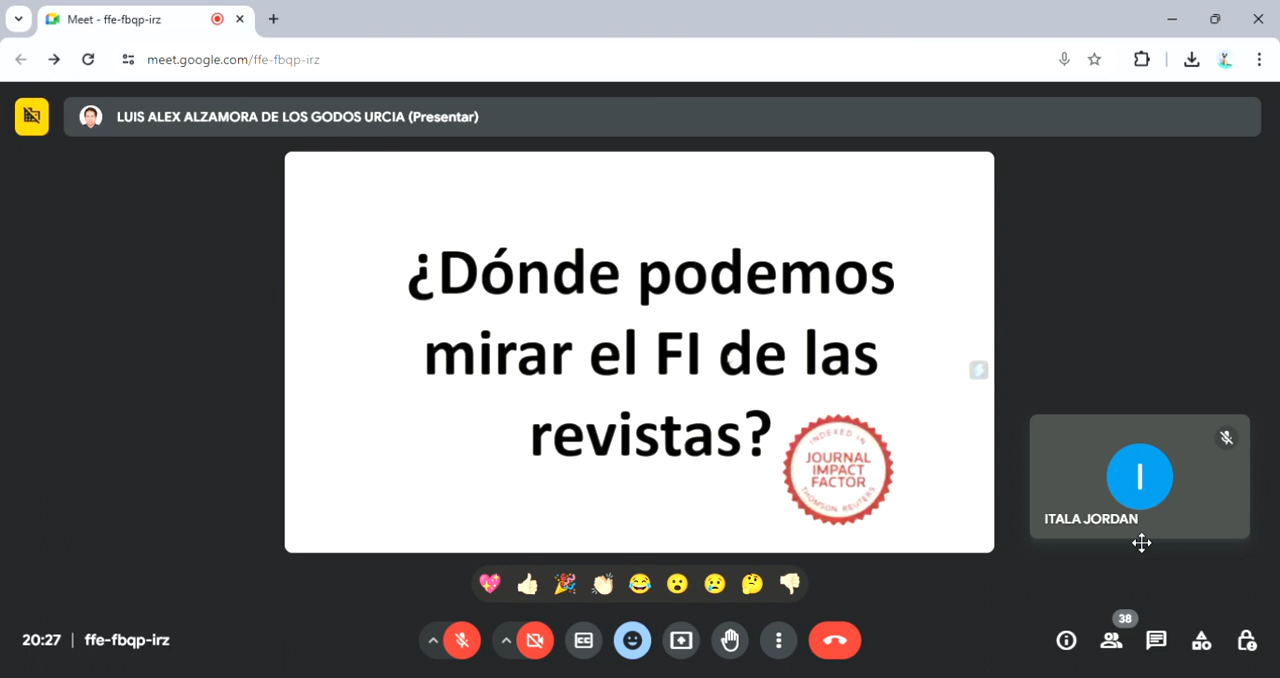 Meet - ffe-fbqp-irz
meet.google.com/ffe-fbqp-irz
LUIS ALEX ALZAMORA DE LOS GODOS URCIA (Presentar)
¿Dónde podemos
mirar el FI de las
revistas?
INDEXED IN
JOURNAL
IMPACT
FACTOR
THOMSON REUTERS
I
ITALA JORDAN
38
20:27 | ffe-fbqp-irz
CC